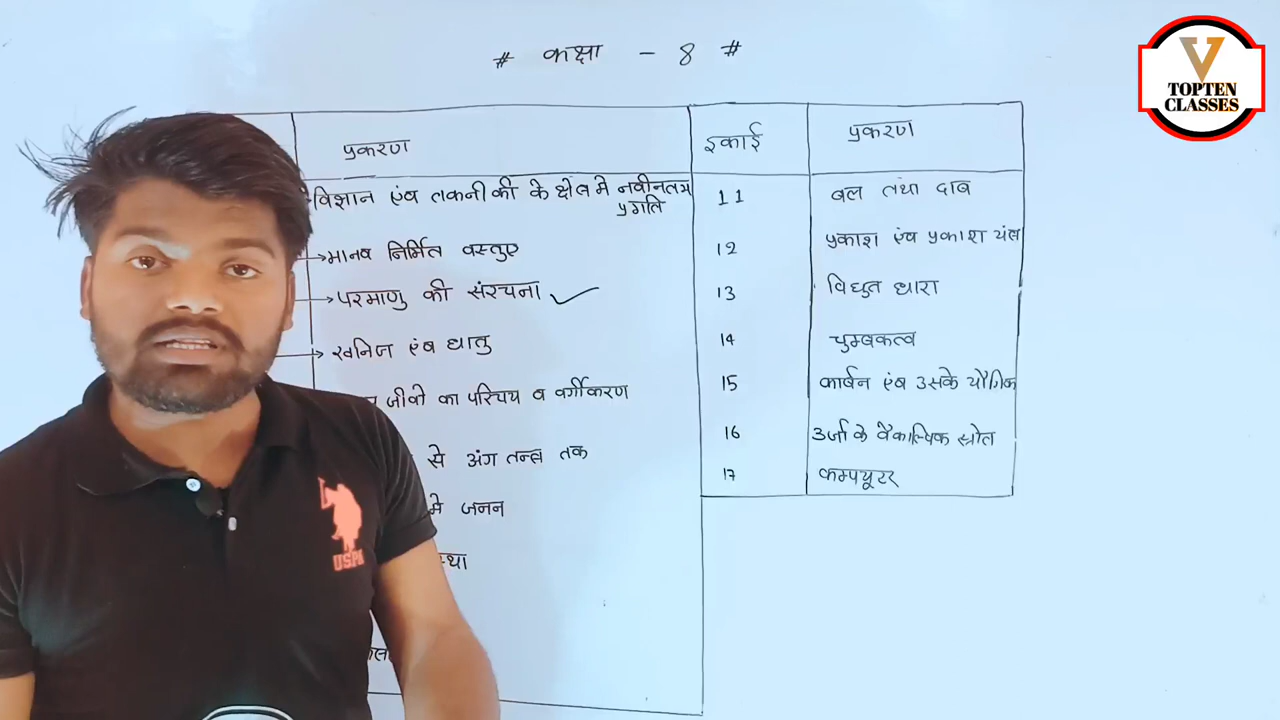 # कक्षा - 8 #
V
TOPTEN
CLASSES
प्रकरण
इकाई
प्रकरण
विज्ञान एंव तकनीकी के क्षेत्र मे नवीनतम
प्रगति
→मानव निर्मित वस्तुए
→परमाणु की संरचना ✓
→खनिज एंव धातु
जीवो का परिचय व वर्गीकरण
से अंग तन्त्र तक
मे जनन
11 बल तथा दाब
12 प्रकाश एंव प्रकाश यंत्र
13 विधुत धारा
14 चुम्बकत्व
15 कार्बन एंव उसके यौगिक
16 उर्जा के वैकाल्पिक स्रोत
17 कम्पयूटर
USPA